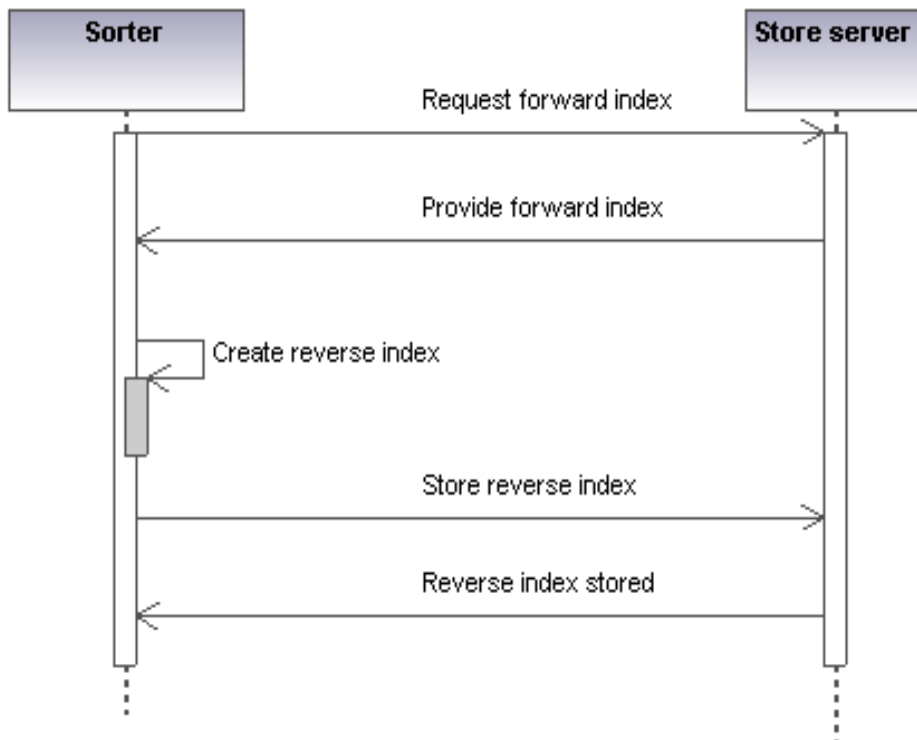 Sorter
Store server
Request forward index
Provide forward index
Create reverse index
Store reverse index
Reverse index stored